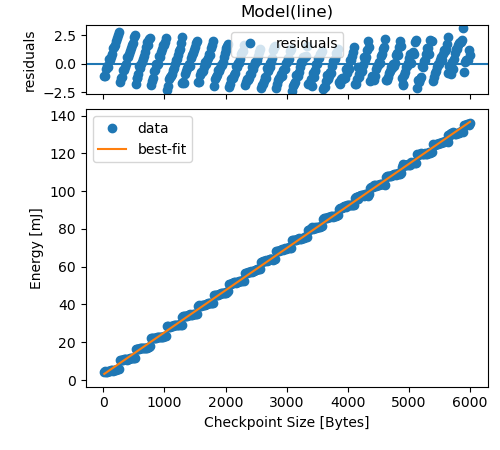 Model(line)
residuals
2.5
0.0
−2.5
residuals
Energy [mJ]
140
120
100
80
60
40
20
0
data
best-fit
0 1000 2000 3000 4000 5000 6000
Checkpoint Size [Bytes]